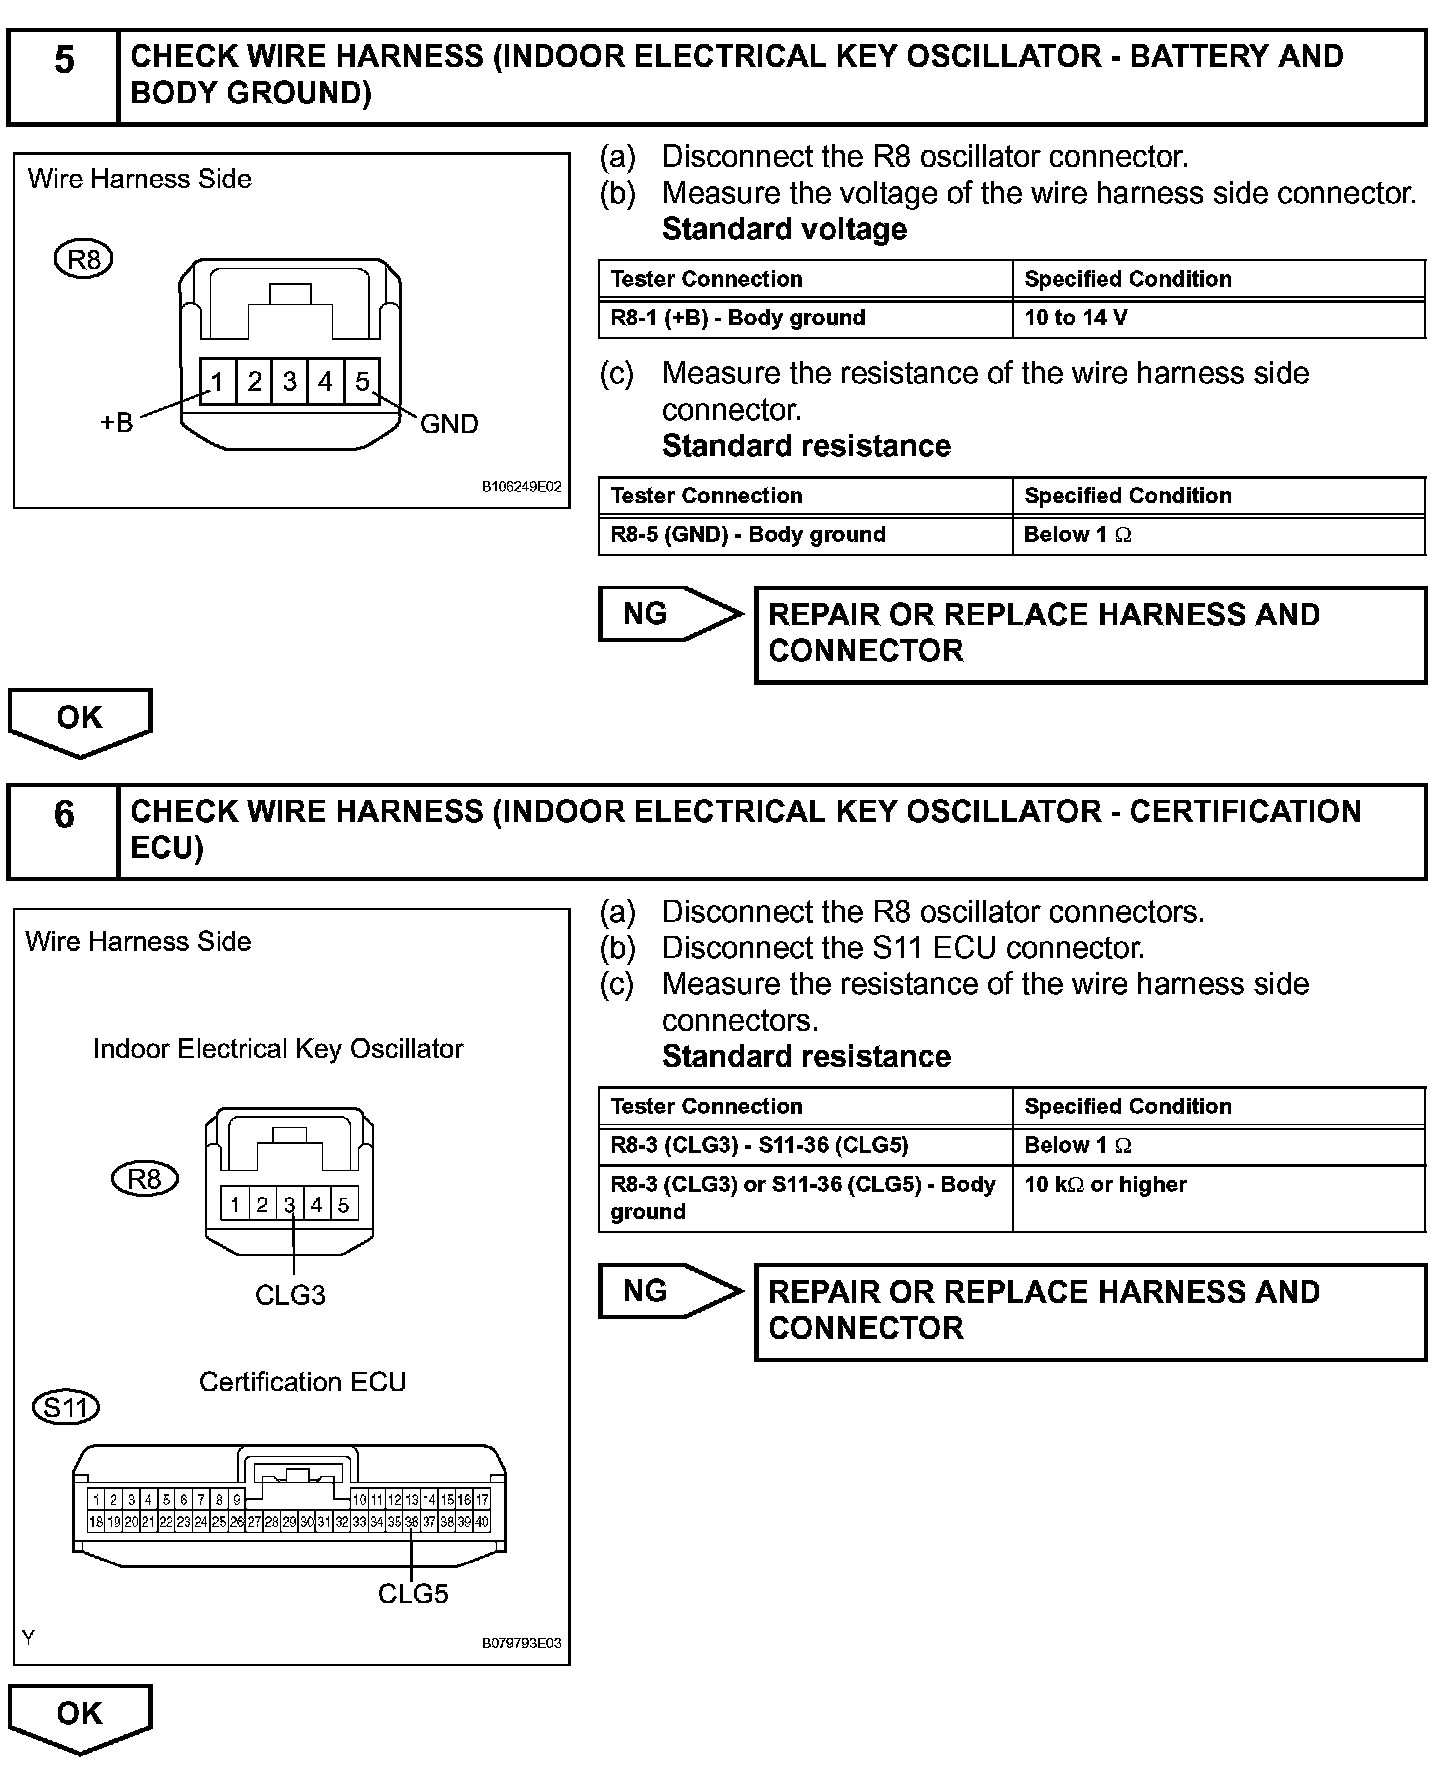 5
CHECK WIRE HARNESS (INDOOR ELECTRICAL KEY OSCILLATOR - BATTERY AND
BODY GROUND)
Wire Harness Side
R8
1 2 3 4 5
+B
GND
B106249E02
(a) Disconnect the R8 oscillator connector.
(b) Measure the voltage of the wire harness side connector.
Standard voltage
Tester Connection Specified Condition
R8-1 (+B) - Body ground 10 to 14 V
(c) Measure the resistance of the wire harness side
connector.
Standard resistance
Tester Connection Specified Condition
R8-5 (GND) - Body ground Below 1 Ω
NG
REPAIR OR REPLACE HARNESS AND
CONNECTOR
OK
6
CHECK WIRE HARNESS (INDOOR ELECTRICAL KEY OSCILLATOR - CERTIFICATION
ECU)
Wire Harness Side
Indoor Electrical Key Oscillator
R8
1 2 3 4 5
CLG3
Certification ECU
S11
1 2 3 4 5 6 7 8 9 10 11 12 13 14 15 16 17
18 19 20 21 22 23 24 25 26 27 28 29 30 31 32 33 34 35 36 37 38 39 40
CLG5
Y
B079793E03
(a) Disconnect the R8 oscillator connectors.
(b) Disconnect the S11 ECU connector.
(c) Measure the resistance of the wire harness side
connectors.
Standard resistance
Tester Connection Specified Condition
R8-3 (CLG3) - S11-36 (CLG5) Below 1 Ω
R8-3 (CLG3) or S11-36 (CLG5) - Body 10 kΩ or higher
ground
NG
REPAIR OR REPLACE HARNESS AND
CONNECTOR
OK